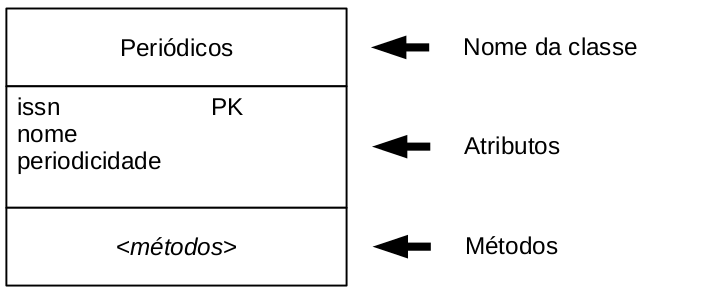 Periódicos
Nome da classe
issn PK
nome
periodicidade
Atributos
<métodos>
Métodos